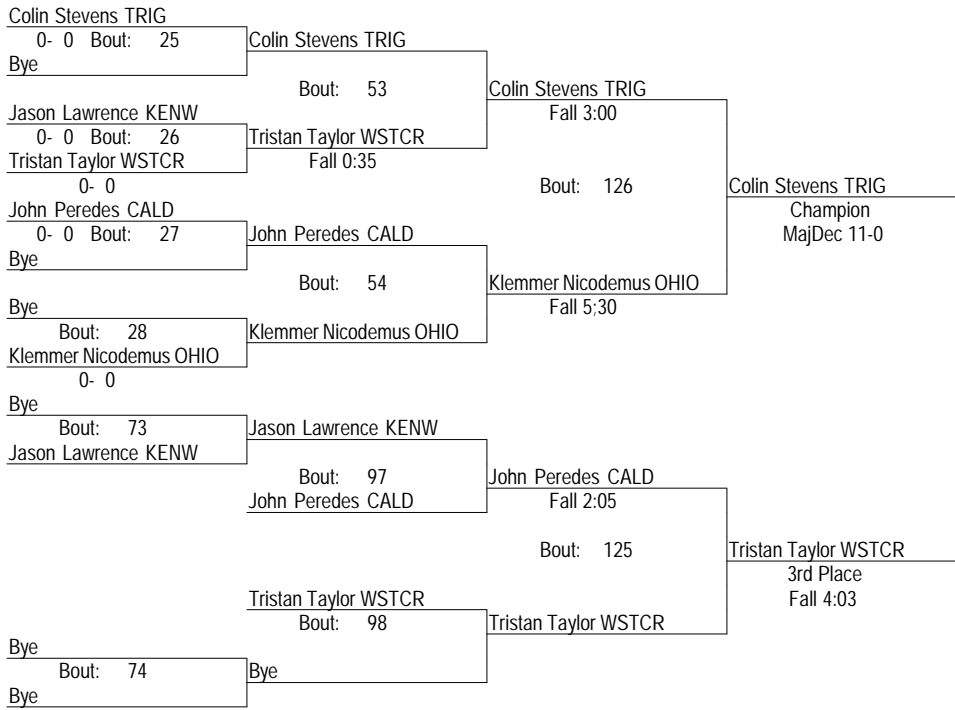 Colin Stevens TRIG
0- 0 Bout: 25
Colin Stevens TRIG
Bye
Bout: 53
Colin Stevens TRIG
Fall 3:00
Jason Lawrence KENW
0- 0 Bout: 26
Tristan Taylor WSTCR
Tristan Taylor WSTCR
Fall 0:35
0- 0
Bout: 126
Colin Stevens TRIG
Champion
MajDec 11-0
John Peredes CALD
0- 0 Bout: 27
John Peredes CALD
Bye
Bout: 54
Klemmer Nicodemus OHIO
Fall 5;30
Bye
Bout: 28
Klemmer Nicodemus OHIO
Klemmer Nicodemus OHIO
0- 0
Bye
Bout: 73
Jason Lawrence KENW
Jason Lawrence KENW
Bout: 97
John Peredes CALD
John Peredes CALD
Fall 2:05
Bout: 125
Tristan Taylor WSTCR
3rd Place
Fall 4:03
Tristan Taylor WSTCR
Bout: 98
Tristan Taylor WSTCR
Bye
Bout: 74
Bye
Bye